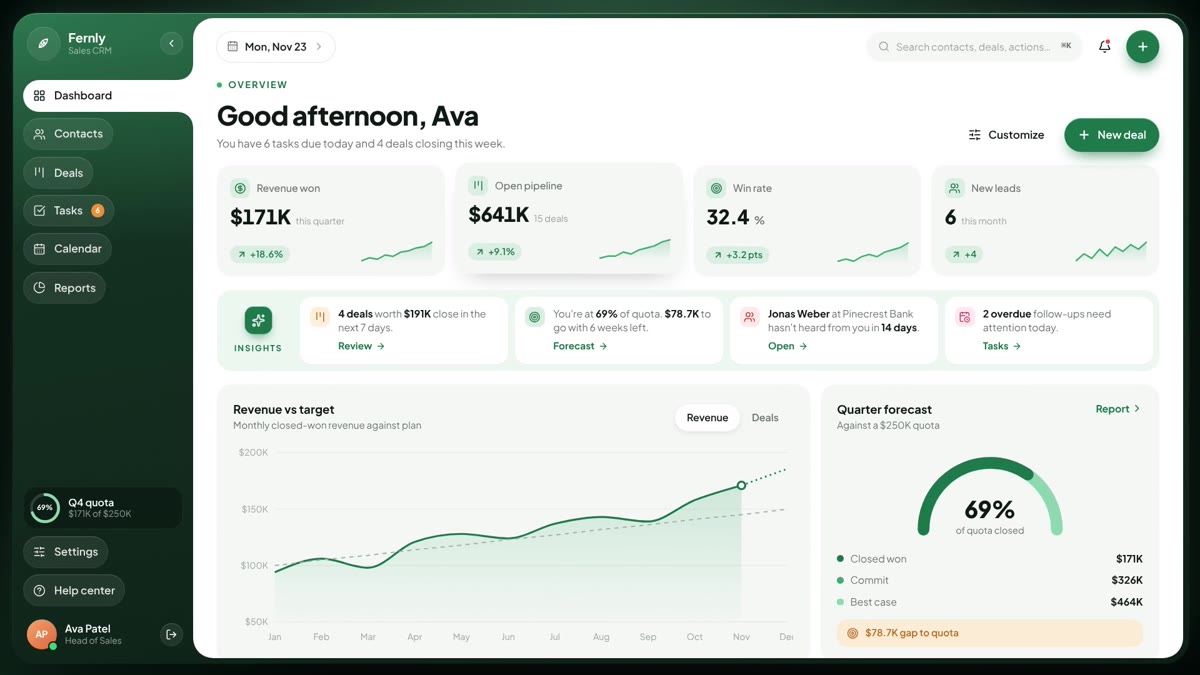 Fernly
Sales CRM
Dashboard
Contacts
Deals
Tasks 6
Calendar
Reports
69%
Q4 quota
$171K of $250K
Settings
Help center
AP
Ava Patel
Head of Sales
Mon, Nov 23
Search contacts, deals, actions... ⌘K
OVERVIEW
Good afternoon, Ava
You have 6 tasks due today and 4 deals closing this week.
Customize
New deal
Revenue won
$171K this quarter
+18.6%
Open pipeline
$641K 15 deals
+9.1%
Win rate
32.4 %
+3.2 pts
New leads
6 this month
+4
INSIGHTS
4 deals worth $191K close in the
next 7 days.
Review →
You're at 69% of quota. $78.7K to
go with 6 weeks left.
Forecast →
Jonas Weber at Pinecrest Bank
hasn't heard from you in 14 days.
Open →
2 overdue follow-ups need
attention today.
Tasks →
Revenue vs target
Monthly closed-won revenue against plan
Revenue Deals
$200K
$150K
$100K
$50K
Jan Feb Mar Apr May Jun Jul Aug Sep Oct Nov Dec
Quarter forecast
Against a $250K quota
Report
69%
of quota closed
Closed won $171K
Commit $326K
Best case $464K
$78.7K gap to quota